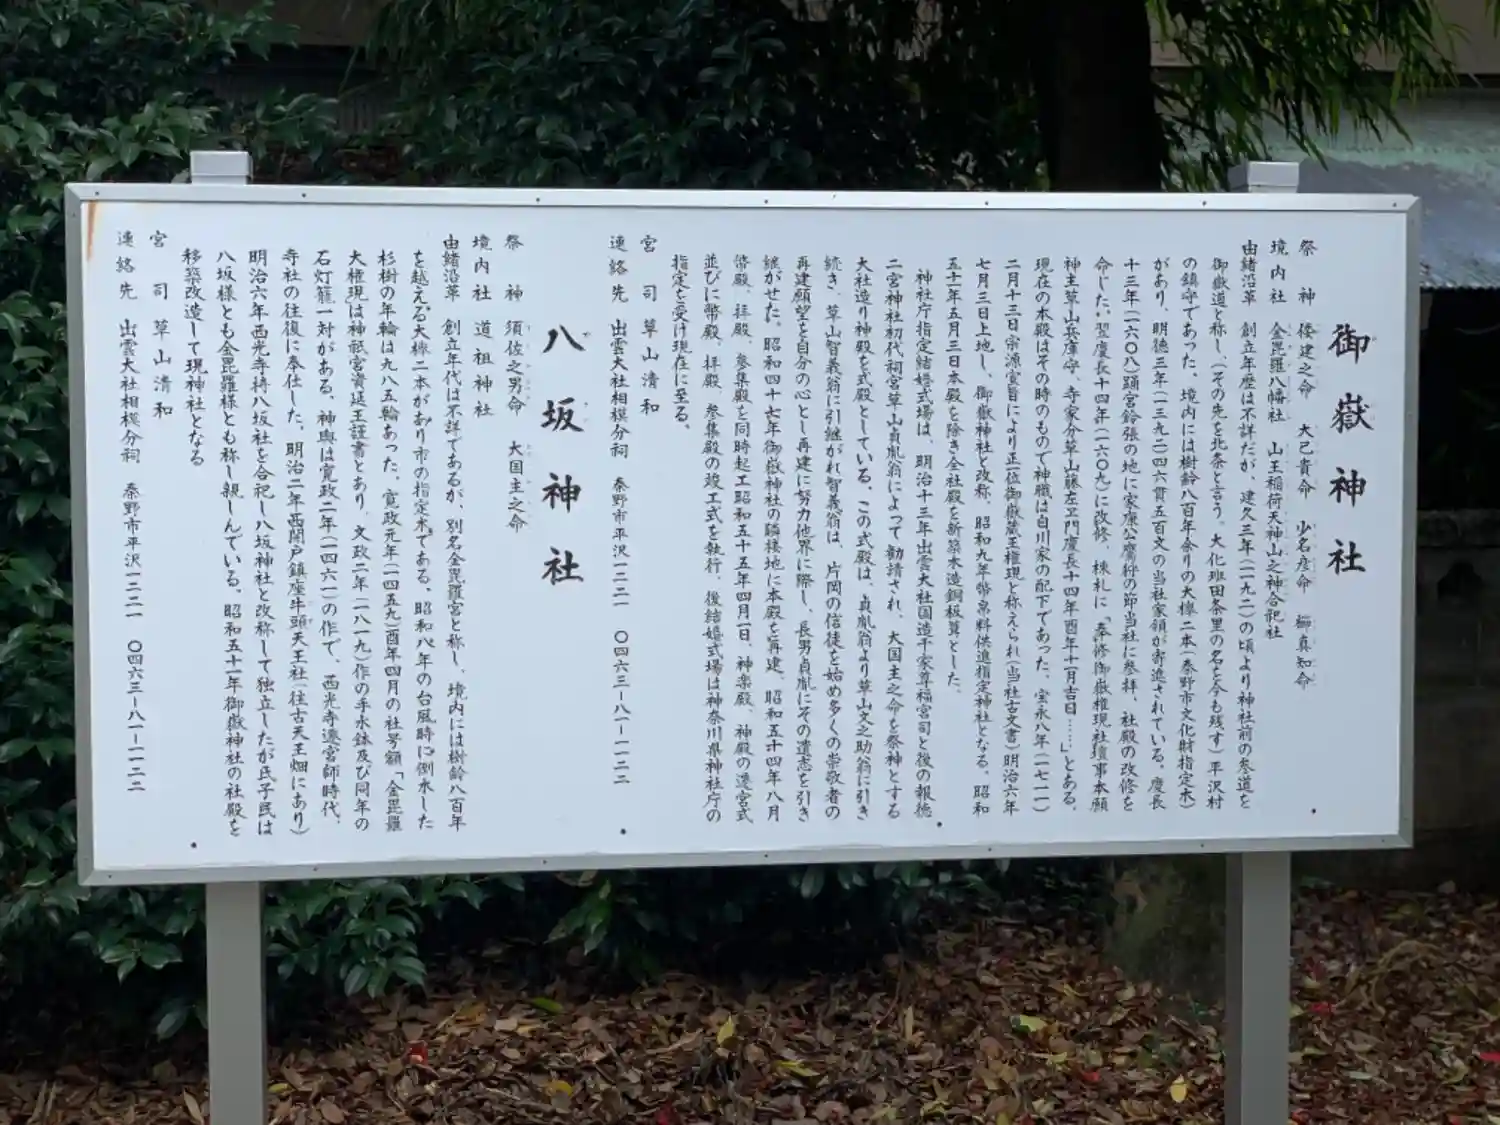 御嶽神社
祭神 倭建之命 大己貴命 少名彦命 櫛真知命
境内社 金毘羅八幡社 山王稲荷天神山之神合祀社
由緒沿革 創立年歴は不詳だが、建久三年(一一九二)の頃より神社前の参道を
御嶽道と称し、(その先を北条と言う。大化班田条里の名を今も残す)平沢村
の鎮守であった。境内には樹齢八百年余りの大欅二本(秦野市文化財指定木)
があり、明徳三年(一三九二)四六貫五百文の当社家領が寄進されている。慶長
十三年(一六〇八)踊宮鈴張の地に家康公鷹狩の節当社に参拝、社殿の改修を
命じた。翌慶長十四年(一六〇九)に改修、棟札に「奉修御嶽権現社壇事本願
神主草山兵庫守、寺家分草山藤左ヱ門慶長十四年酉年十一月吉日……」とある。
現在の本殿はその時のもので神職は白川家の配下であった。宝永八年(一七一一)
二月十三日宗源宣旨により正一位御嶽蔵王権現と称えられ(当社古文書)明治六年
七月三日上地し、御嶽神社と改称、昭和九年幣帛料供進指定神社となる。昭和
五十一年五月三日本殿を除き全社殿を新築木造銅板葺とした。
神社庁指定結婚式場は、明治十三年出雲大社国造千家尊福宮司と後の報徳
二宮神社初代祠官草山貞胤翁によって勧請され、大国主之命を祭神とする
大社造り神殿を式殿としている。この式殿は、貞胤翁より草山文之助翁に引き
続き、草山智義翁に引継がれ智義翁は、片岡の信徒を始め多くの崇敬者の
再建願望を自分の心とし再建に努力他界に際し、長男貞胤にその遺志を引き
継がせた。昭和四十七年御嶽神社の隣接地に本殿を再建、昭和五十四年八月
幣殿、拝殿、参集殿を同時起工昭和五十五年四月一日、神楽殿、神殿の遷宮式
並びに幣殿、拝殿、参集殿の竣工式を執行、後結婚式場は神奈川県神社庁の
指定を受け現在に至る。
宮司 草山清和
連絡先 出雲大社相模分祠 秦野市平沢一二二一 〇四六三-八一-一一二二
八坂神社
祭神 須佐之男命 大国主之命
境内社 道祖神社
由緒沿革 創立年代は不詳であるが、別名金毘羅宮と称し、境内には樹齢八百年
を越える大欅二本があり市の指定木である。昭和八年の台風時に倒木した
杉樹の年輪は九八五輪あった。寛政元年(一四五九)酉年四月の社号額「金毘羅
大権現」は神祇宮資延王謹書とあり、文政二年(一八一九)作の手水鉢及び同年の
石灯籠一対がある。神輿は寛政二年(一四六一)の作で、西光寺遷宮師時代、
寺社の往復に奉仕した。明治二年西関戸鎮座牛頭天王社(往古天王畑にあり)
明治六年西光寺持八坂社を合祀し八坂神社と改称して独立したが氏子民は
八坂様とも金毘羅様とも称し親しんでいる。昭和五十一年御嶽神社の社殿を
移築改造して現神社となる
宮司 草山清和
連絡先 出雲大社相模分祠 秦野市平沢一二二一 〇四六三-八一-一一二二